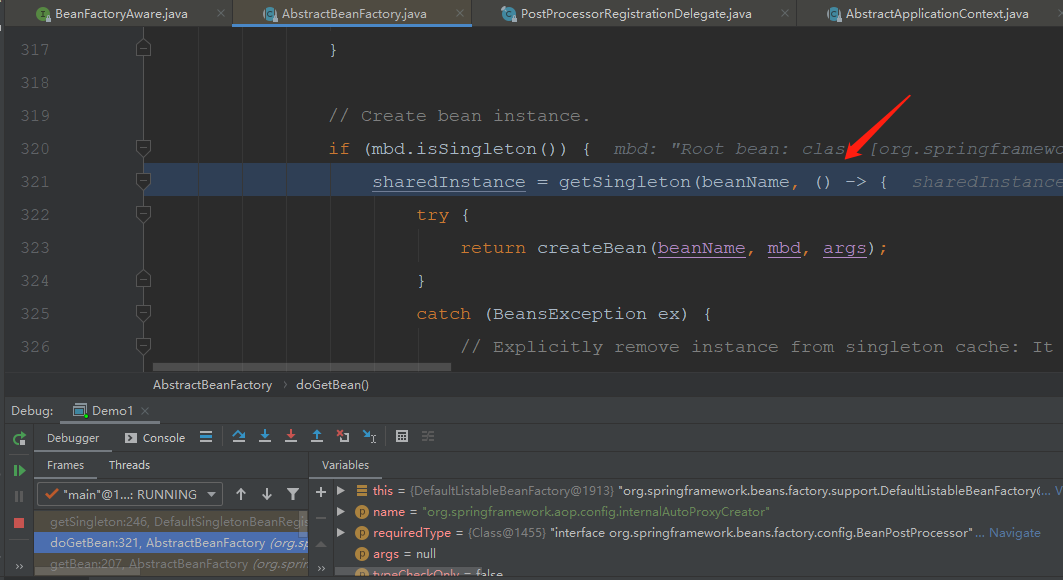 BeanFactoryAware.java AbstractBeanFactory.java PostProcessorRegistrationDelegate.java AbstractApplicationContext.java
317 }
318
319 // Create bean instance.
320 if (mbd.isSingleton()) { mbd: "Root bean: class [org.springframewo
321 sharedInstance = getSingleton(beanName, () -> { sharedInstance
322 try {
323 return createBean(beanName, mbd, args);
324 }
325 catch (BeansException ex) {
326 // Explicitly remove instance from singleton cache: It
AbstractBeanFactory › doGetBean()
Debug: Demo1
Debugger Console
Frames Threads Variables
"main"@1...: RUNNING
this = {DefaultListableBeanFactory@1913} "org.springframework.beans.factory.support.DefaultListableBeanFactory(... V
name = "org.springframework.aop.config.internalAutoProxyCreator"
getSingleton:246, DefaultSingletonBeanRegis
requiredType = {Class@1455} "interface org.springframework.beans.factory.config.BeanPostProcessor" ... Navigate
doGetBean:321, AbstractBeanFactory (org.sp
args = null
getBean:207, AbstractBeanFactory (org.sprin
typeCheckOnly = false